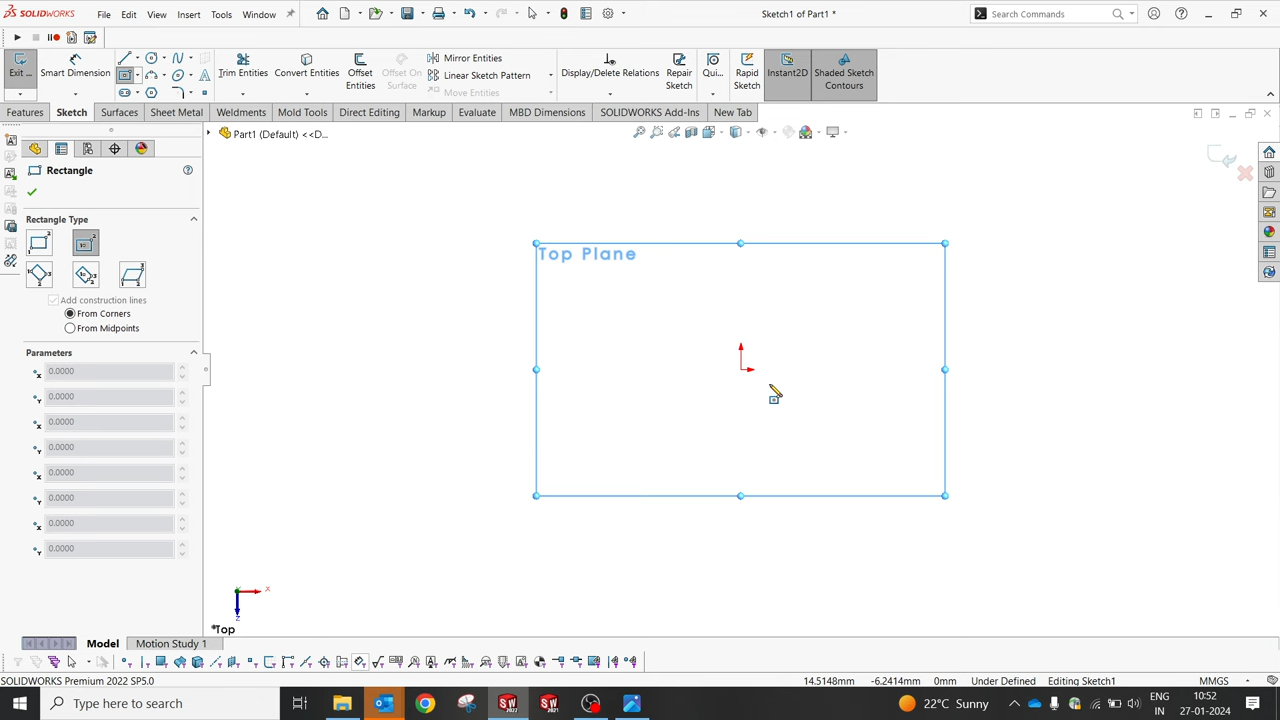 SOLIDWORKS File Edit View Insert Tools Window Sketch1 of Part1 * Search Commands
Exit ... Smart Dimension Trim Entities Convert Entities Offset Entities Offset On Surface Mirror Entities Linear Sketch Pattern Move Entities Display/Delete Relations Repair Sketch Qui... Rapid Sketch Instant2D Shaded Sketch Contours
Features Sketch Surfaces Sheet Metal Weldments Mold Tools Direct Editing Markup Evaluate MBD Dimensions SOLIDWORKS Add-Ins New Tab
Part1 (Default) <<D...
Rectangle
Rectangle Type
Add construction lines
From Corners
From Midpoints
Parameters
x 0.0000
Y 0.0000
x 0.0000
Y 0.0000
x 0.0000
Y 0.0000
x 0.0000
Y 0.0000
Top Plane
x
z
*Top
Model Motion Study 1
SOLIDWORKS Premium 2022 SP5.0 14.5148mm -6.2414mm 0mm Under Defined Editing Sketch1 MMGS
Type here to search 22°C Sunny ENG IN 10:52 27-01-2024